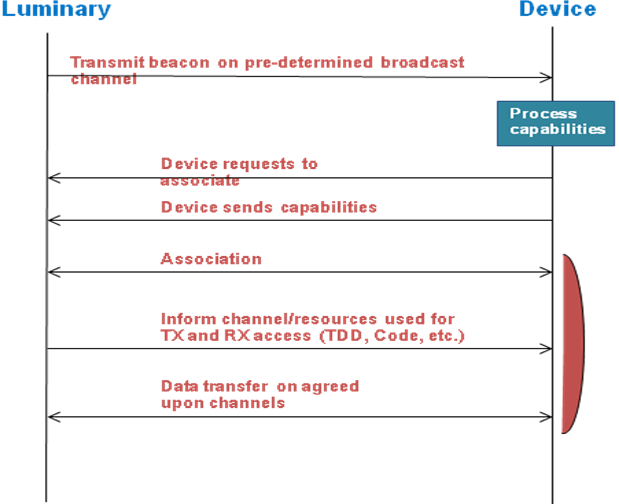 Luminary
Device
Transmit beacon on pre-determined broadcast
channel
Process
capabilities
Device requests to
associate
Device sends capabilities
Association
Inform channel/resources used for
TX and RX access (TDD, Code, etc.)
Data transfer on agreed
upon channels